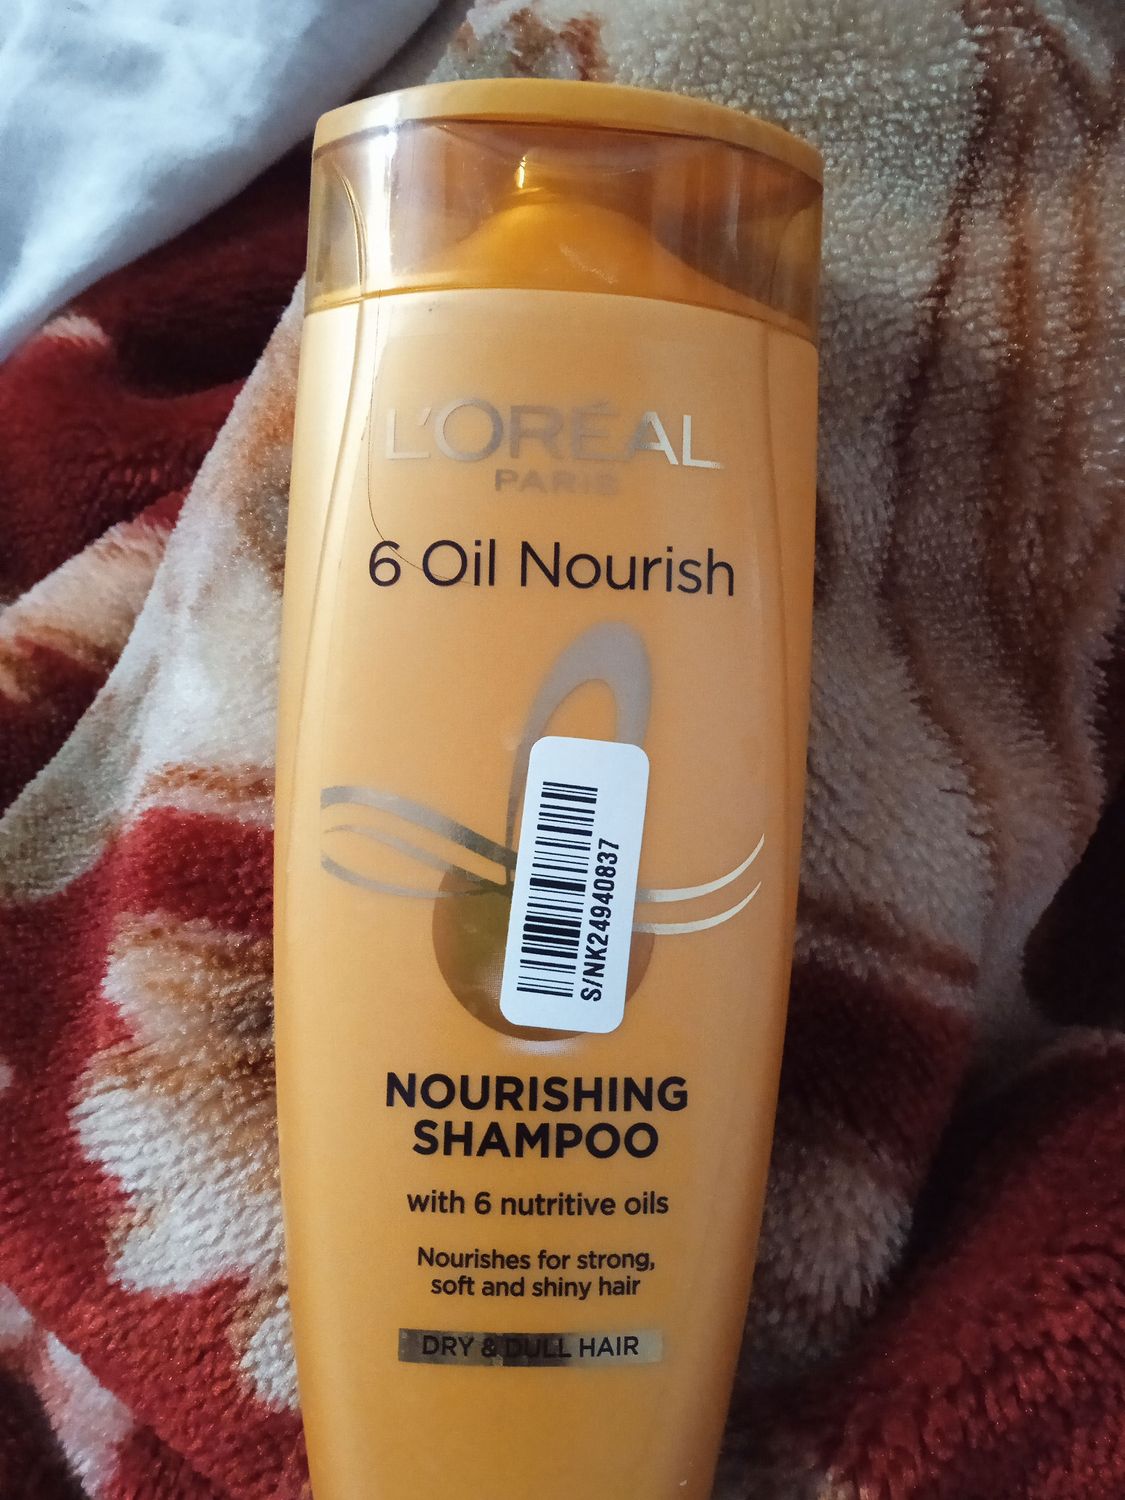 L'ORÉAL
PARIS
6 Oil Nourish
S/NK24940837
NOURISHING
SHAMPOO
with 6 nutritive oils
Nourishes for strong,
soft and shiny hair
DRY & DULL HAIR